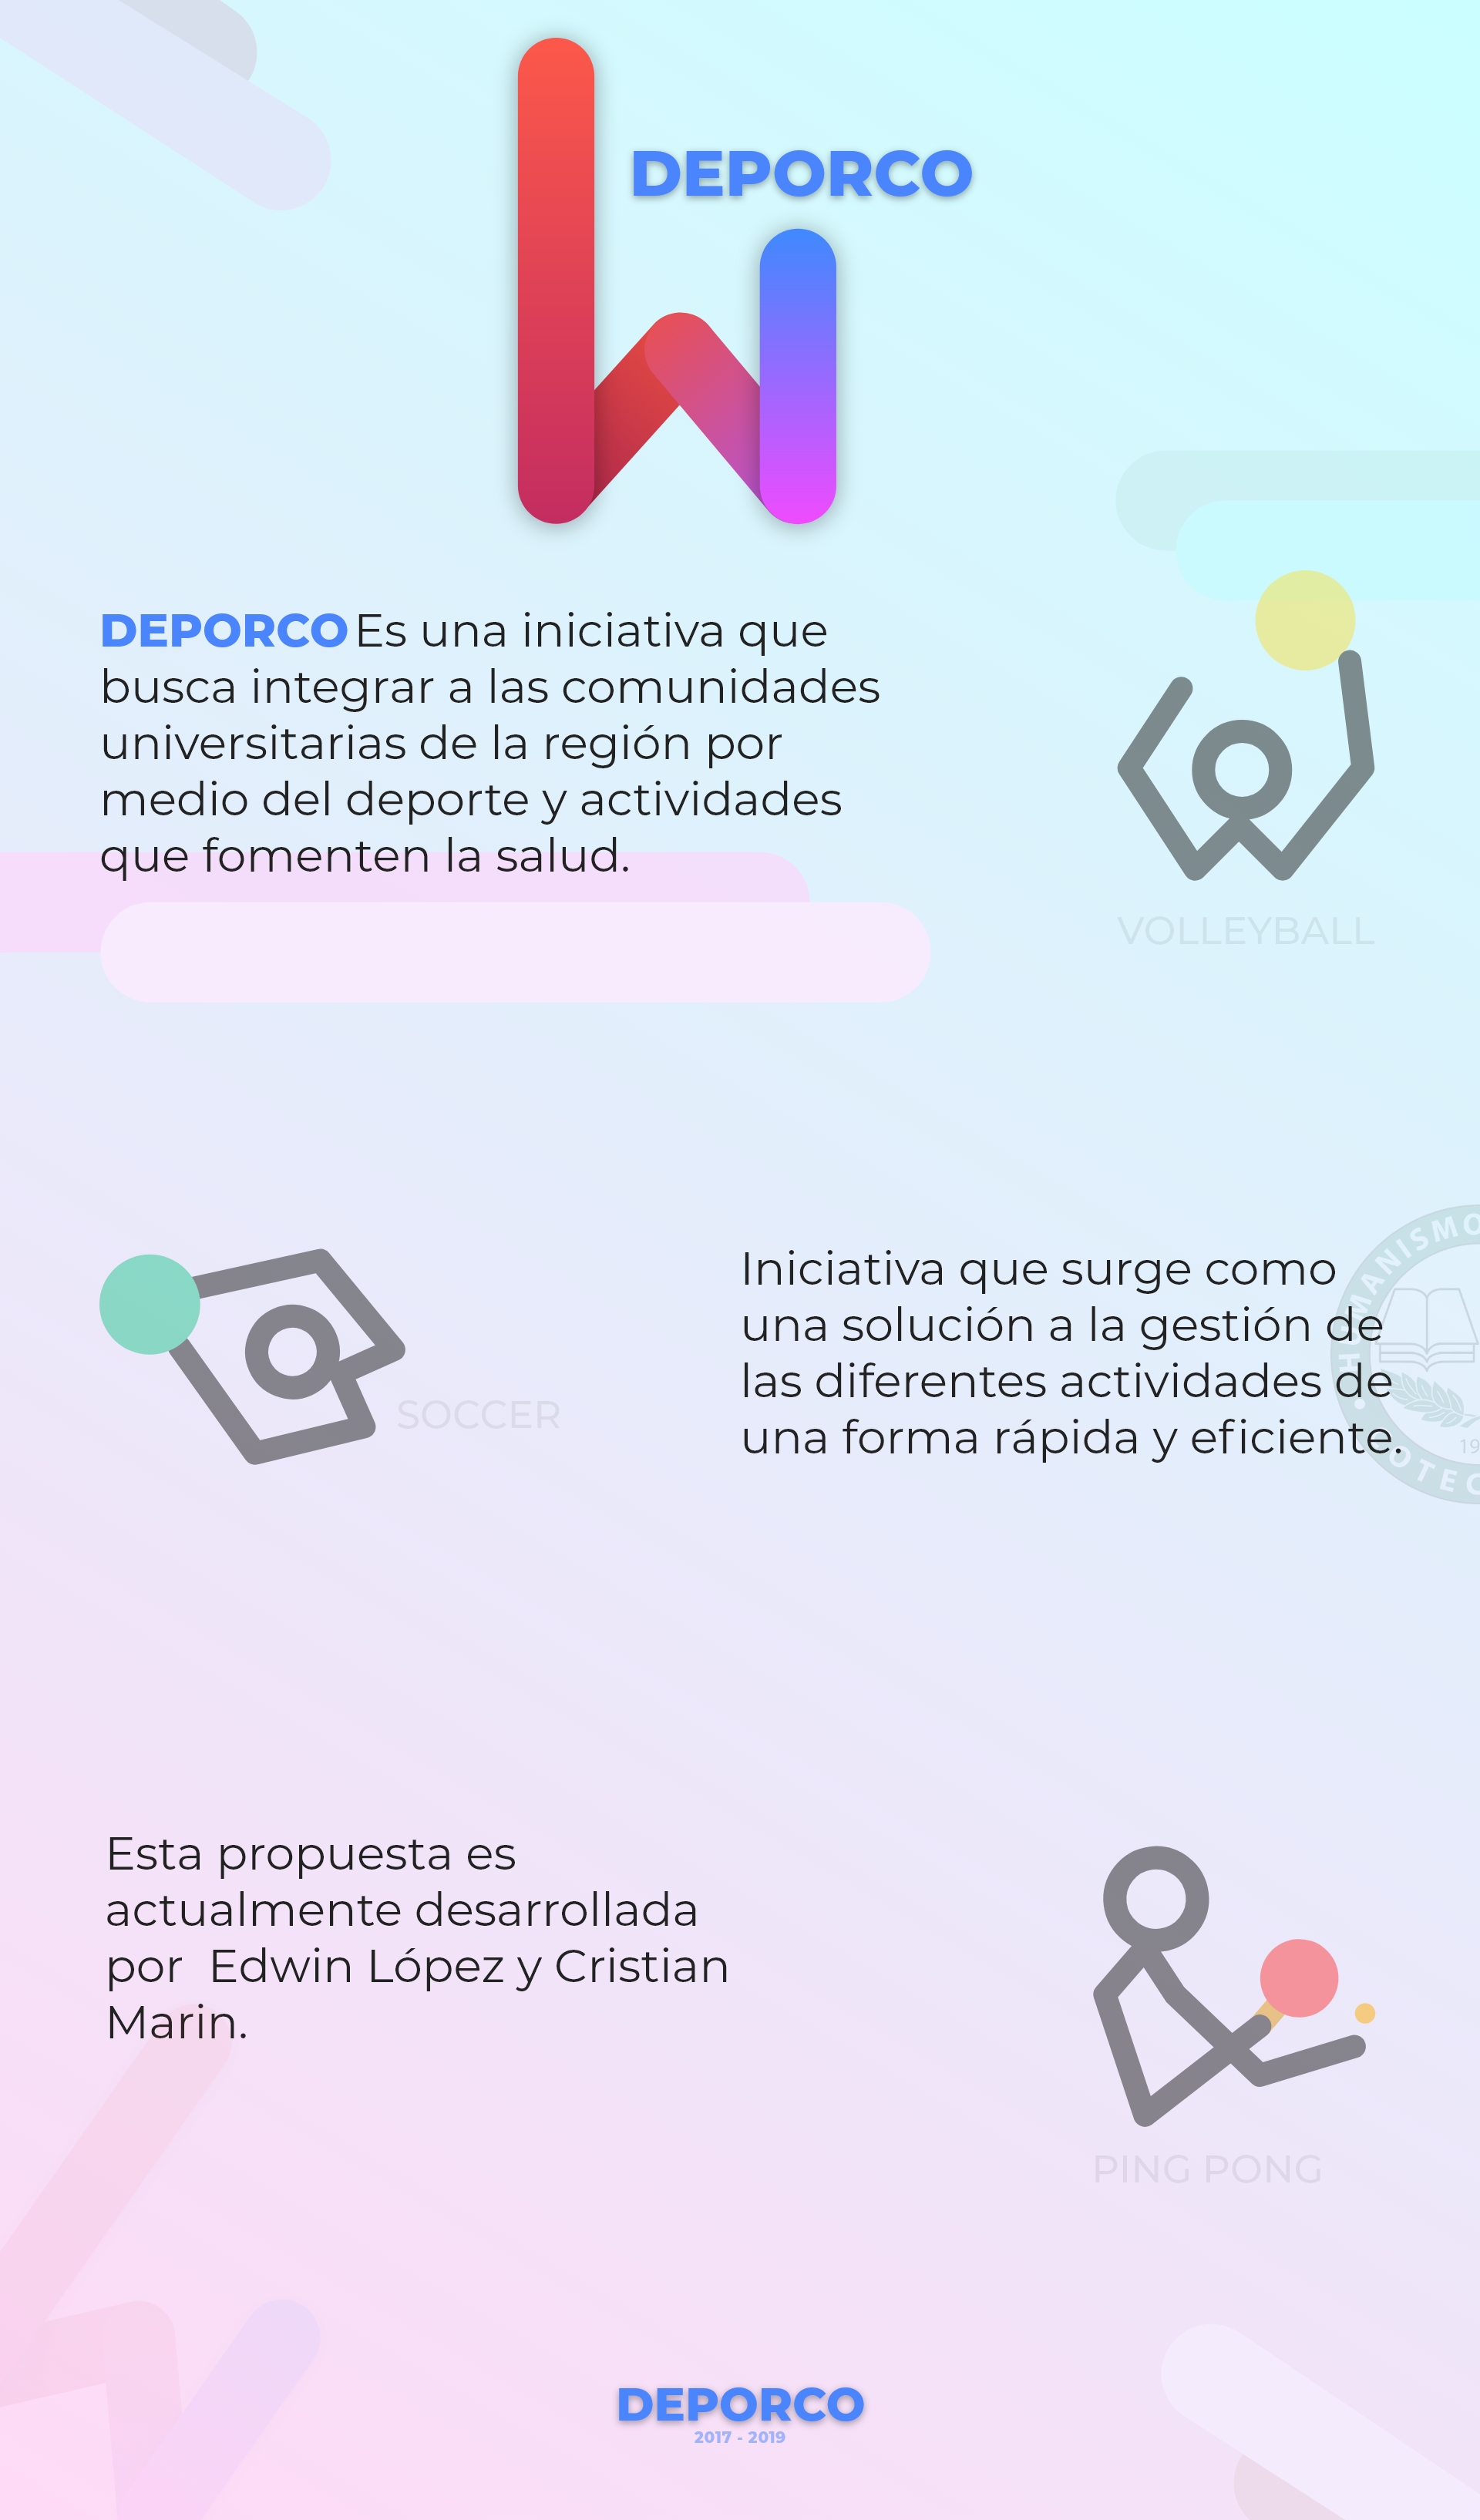 DEPORCO
DEPORCO Es una iniciativa que
busca integrar a las comunidades
universitarias de la región por
medio del deporte y actividades
que fomenten la salud.
VOLLEYBALL
SOCCER
Iniciativa que surge como
una solución a la gestión de
las diferentes actividades de
una forma rápida y eficiente.
Esta propuesta es
actualmente desarrollada
por  Edwin López y Cristian
Marin.
PING PONG
DEPORCO
2017 - 2019